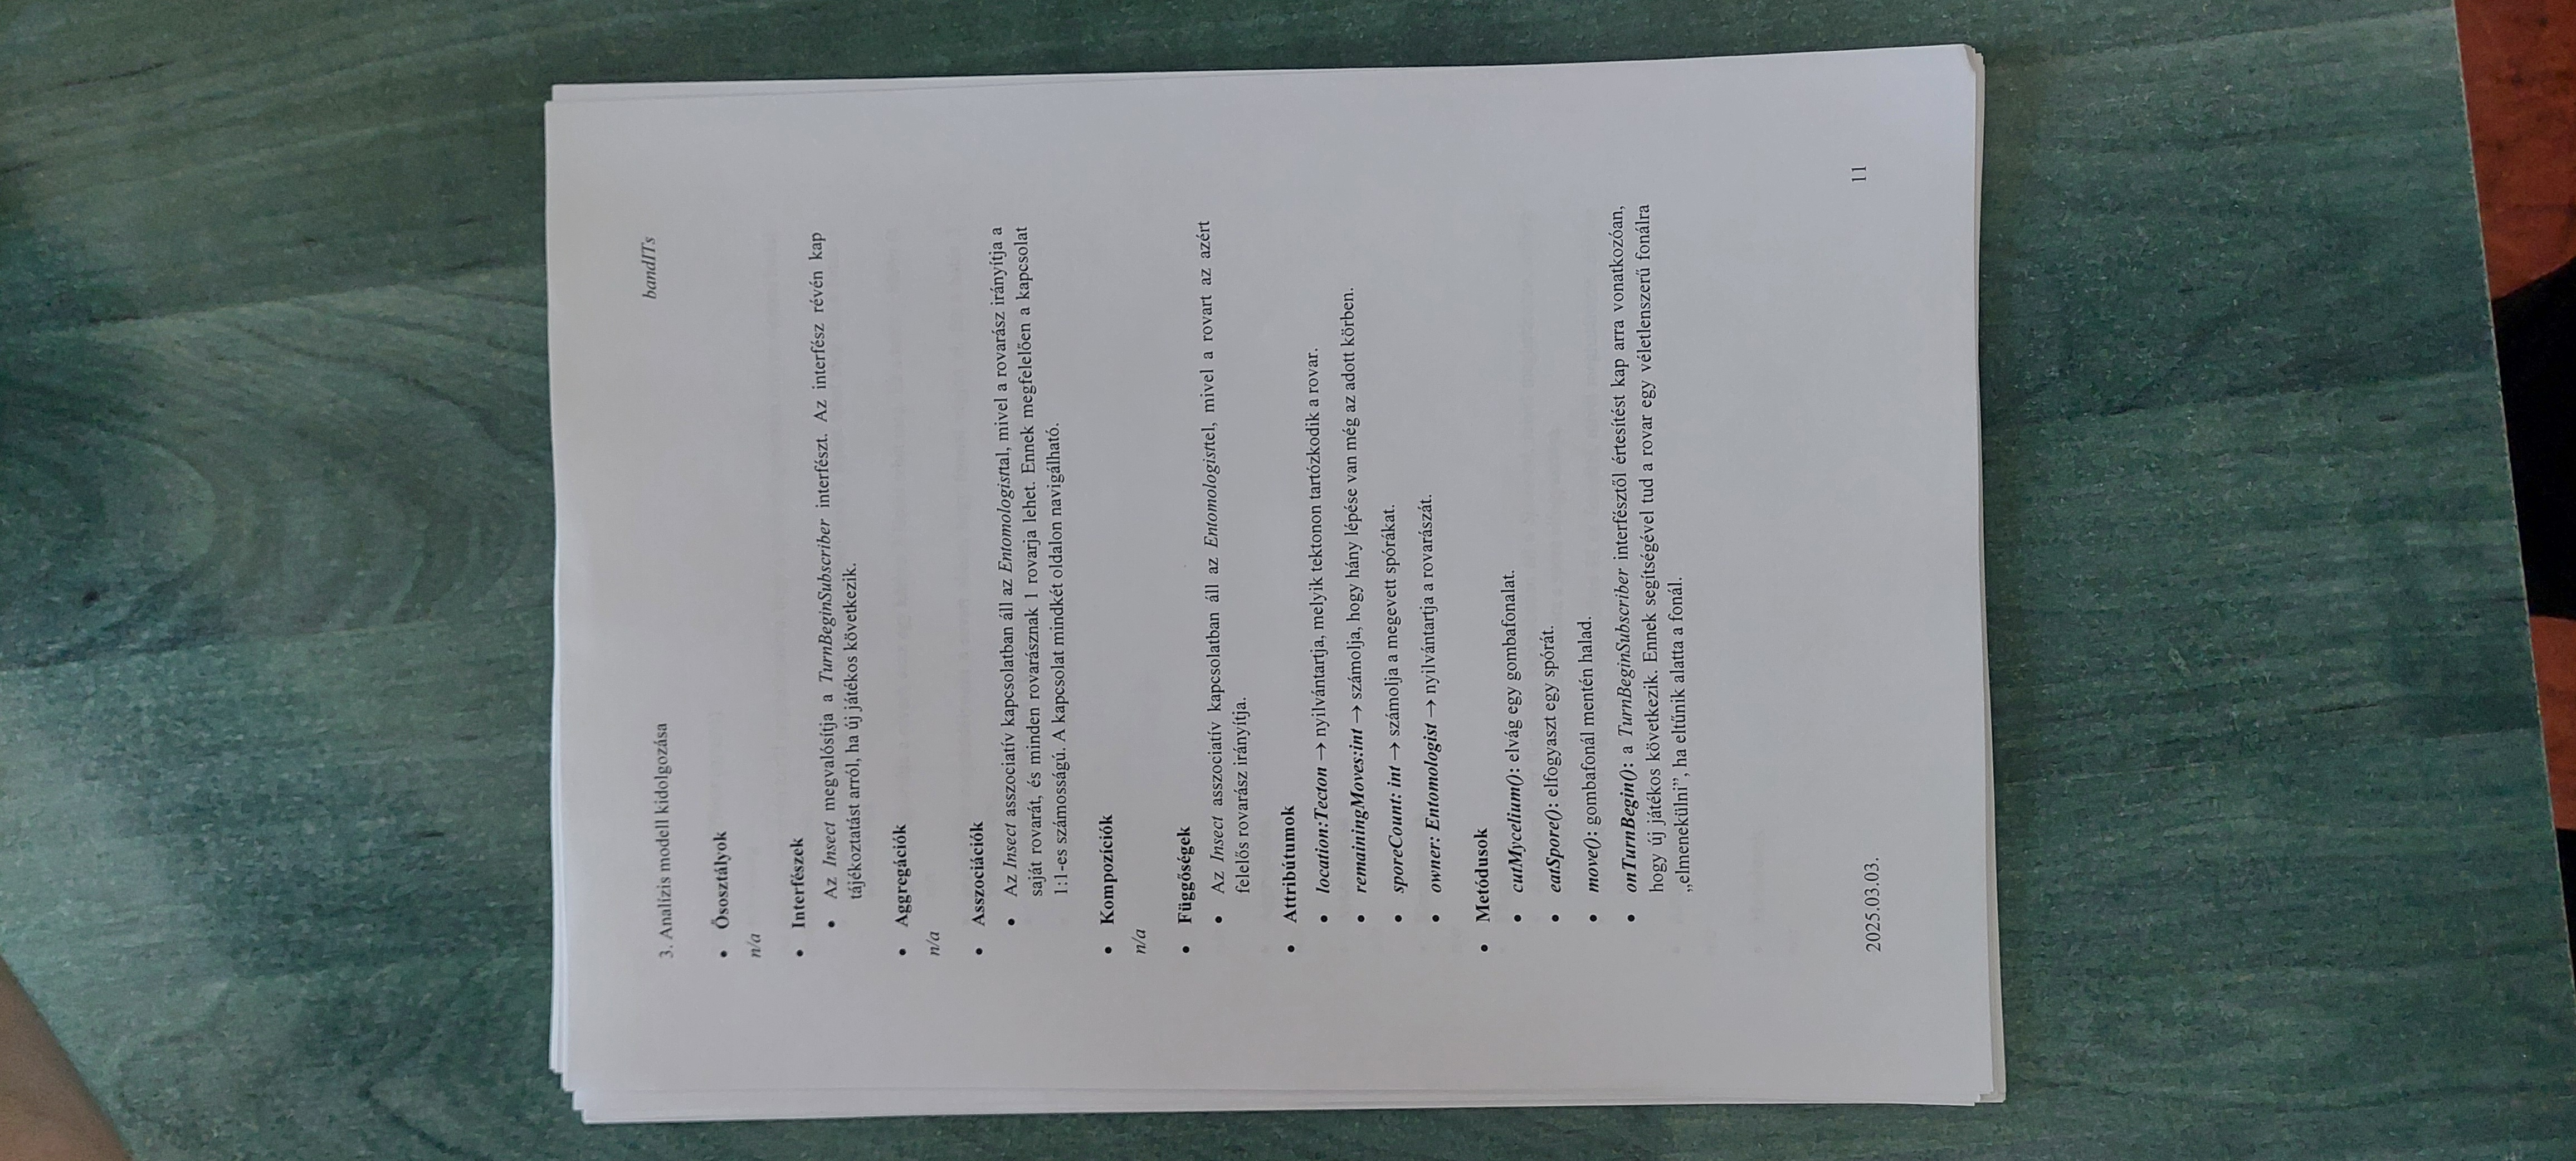 3. Analízis modell kidolgozása bandITs
• Ősosztályok
n/a
• Interfészek
• Az Insect megvalósítja a TurnBeginSubscriber interfészt. Az interfész révén kap
tájékoztatást arról, ha új játékos következik.
• Aggregációk
n/a
• Asszociációk
• Az Insect asszociatív kapcsolatban áll az Entomologisttal, mivel a rovarász irányítja a
saját rovarát, és minden rovarásznak 1 rovarja lehet. Ennek megfelelően a kapcsolat
1:1-es számosságú. A kapcsolat mindkét oldalon navigálható.
• Kompozíciók
n/a
• Függőségek
• Az Insect asszociatív kapcsolatban áll az Entomologisttel, mivel a rovart az azért
felelős rovarász irányítja.
• Attribútumok
• location:Tecton → nyilvántartja, melyik tektonon tartózkodik a rovar.
• remainingMoves:int → számolja, hogy hány lépése van még az adott körben.
• sporeCount: int → számolja a megevett spórákat.
• owner: Entomologist → nyilvántartja a rovarászát.
• Metódusok
• cutMycelium(): elvág egy gombafonalat.
• eatSpore(): elfogyaszt egy spórát.
• move(): gombafonál mentén halad.
• onTurnBegin(): a TurnBeginSubscriber interfésztől értesítést kap arra vonatkozóan,
hogy új játékos következik. Ennek segítségével tud a rovar egy véletlenszerű fonálra
„elmenekülni”, ha eltűnik alatta a fonál.
2025.03.03. 11